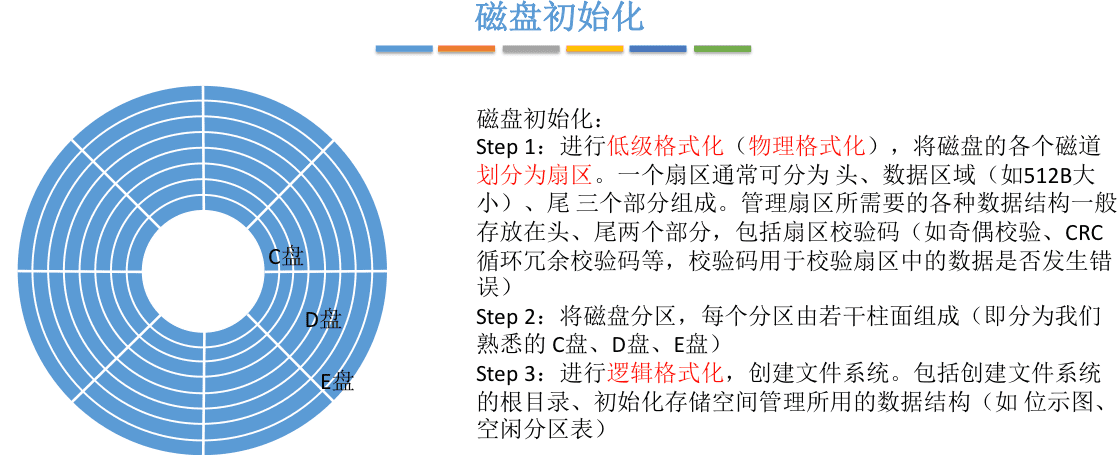 磁盘初始化
C盘
D盘
E盘
磁盘初始化：
Step 1：进行低级格式化（物理格式化），将磁盘的各个磁道
划分为扇区。一个扇区通常可分为 头、数据区域（如512B大
小）、尾 三个部分组成。管理扇区所需要的各种数据结构一般
存放在头、尾两个部分，包括扇区校验码（如奇偶校验、CRC
循环冗余校验码等，校验码用于校验扇区中的数据是否发生错
误）
Step 2：将磁盘分区，每个分区由若干柱面组成（即分为我们
熟悉的 C盘、D盘、E盘）
Step 3：进行逻辑格式化，创建文件系统。包括创建文件系统
的根目录、初始化存储空间管理所用的数据结构（如 位示图、
空闲分区表）